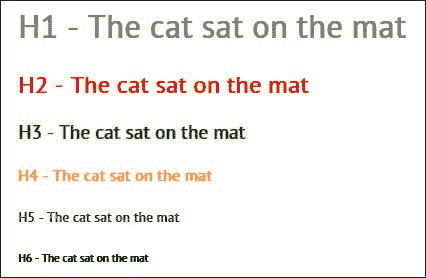 H1 - The cat sat on the mat
H2 - The cat sat on the mat
H3 - The cat sat on the mat
H4 - The cat sat on the mat
H5 - The cat sat on the mat
H6 - The cat sat on the mat